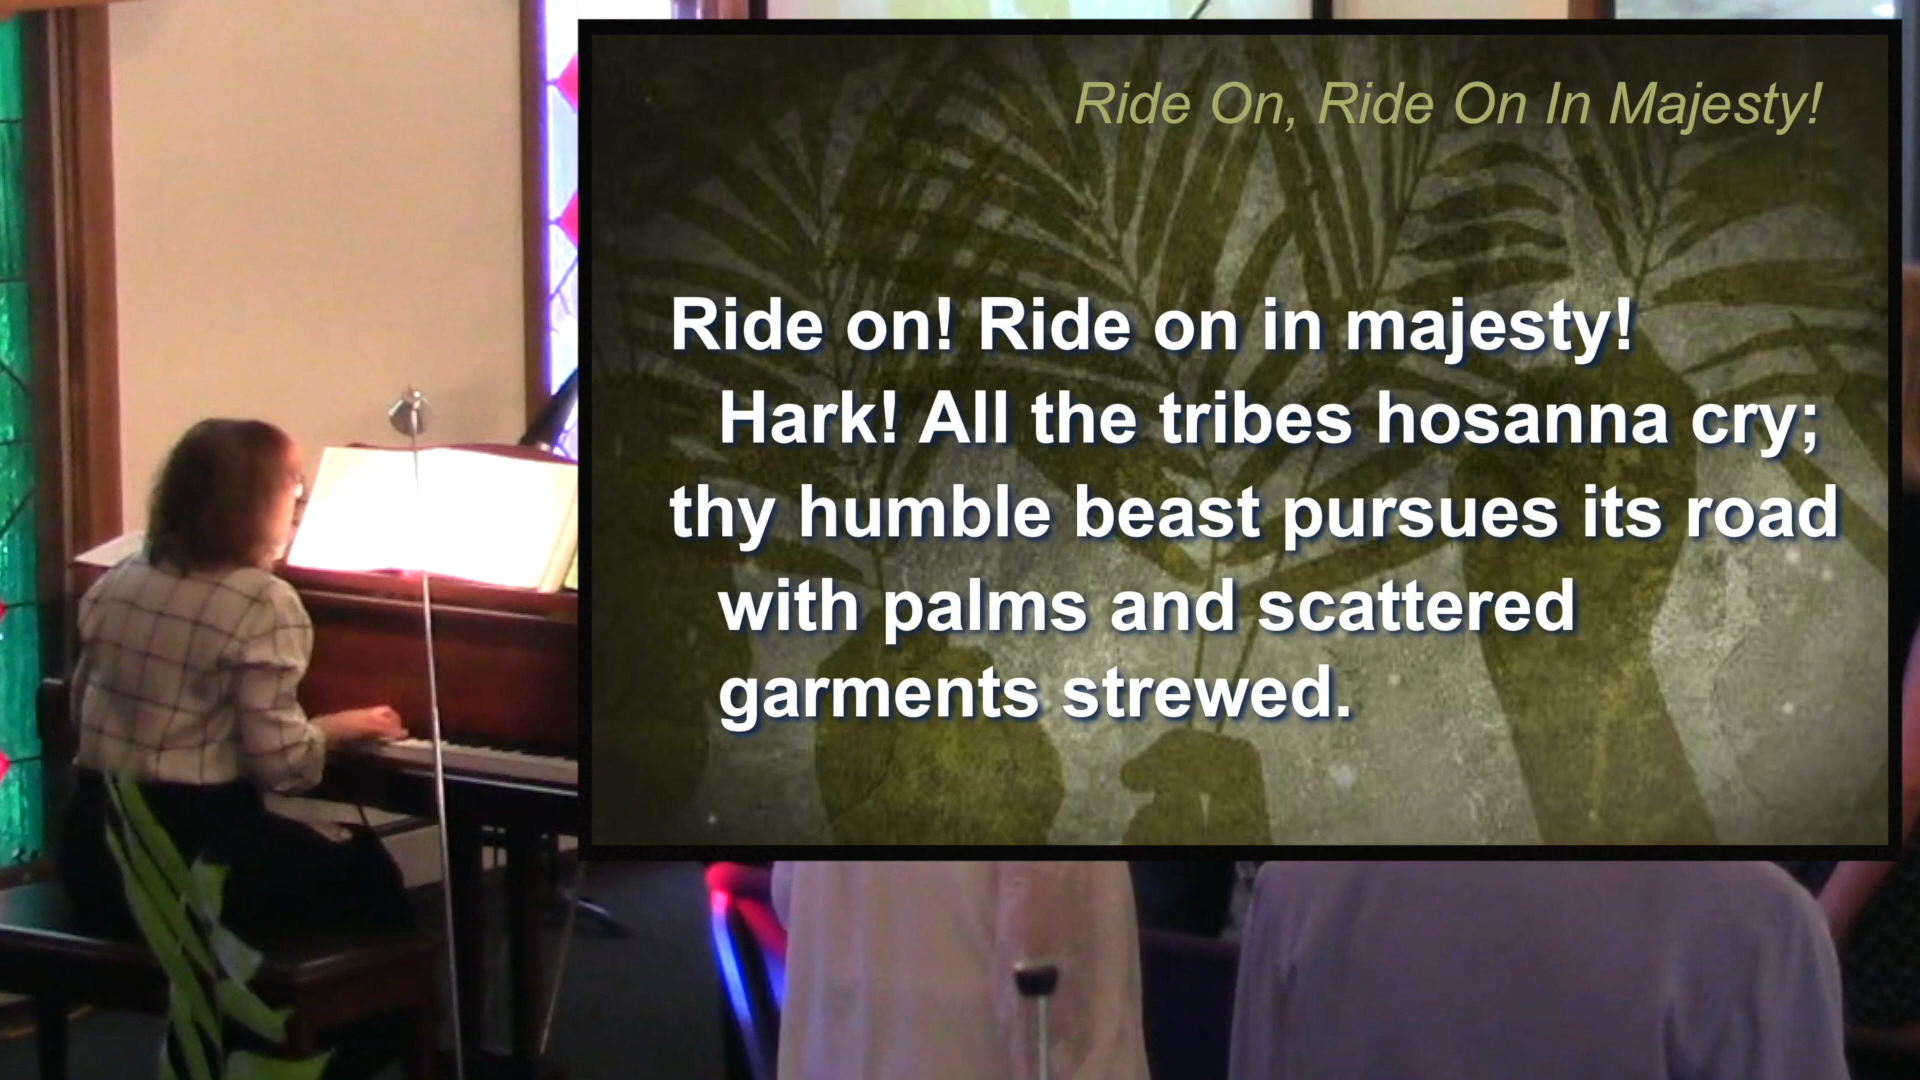 Ride On, Ride On In Majesty!
Ride on! Ride on in majesty!
Hark! All the tribes hosanna cry;
thy humble beast pursues its road
with palms and scattered
garments strewed.